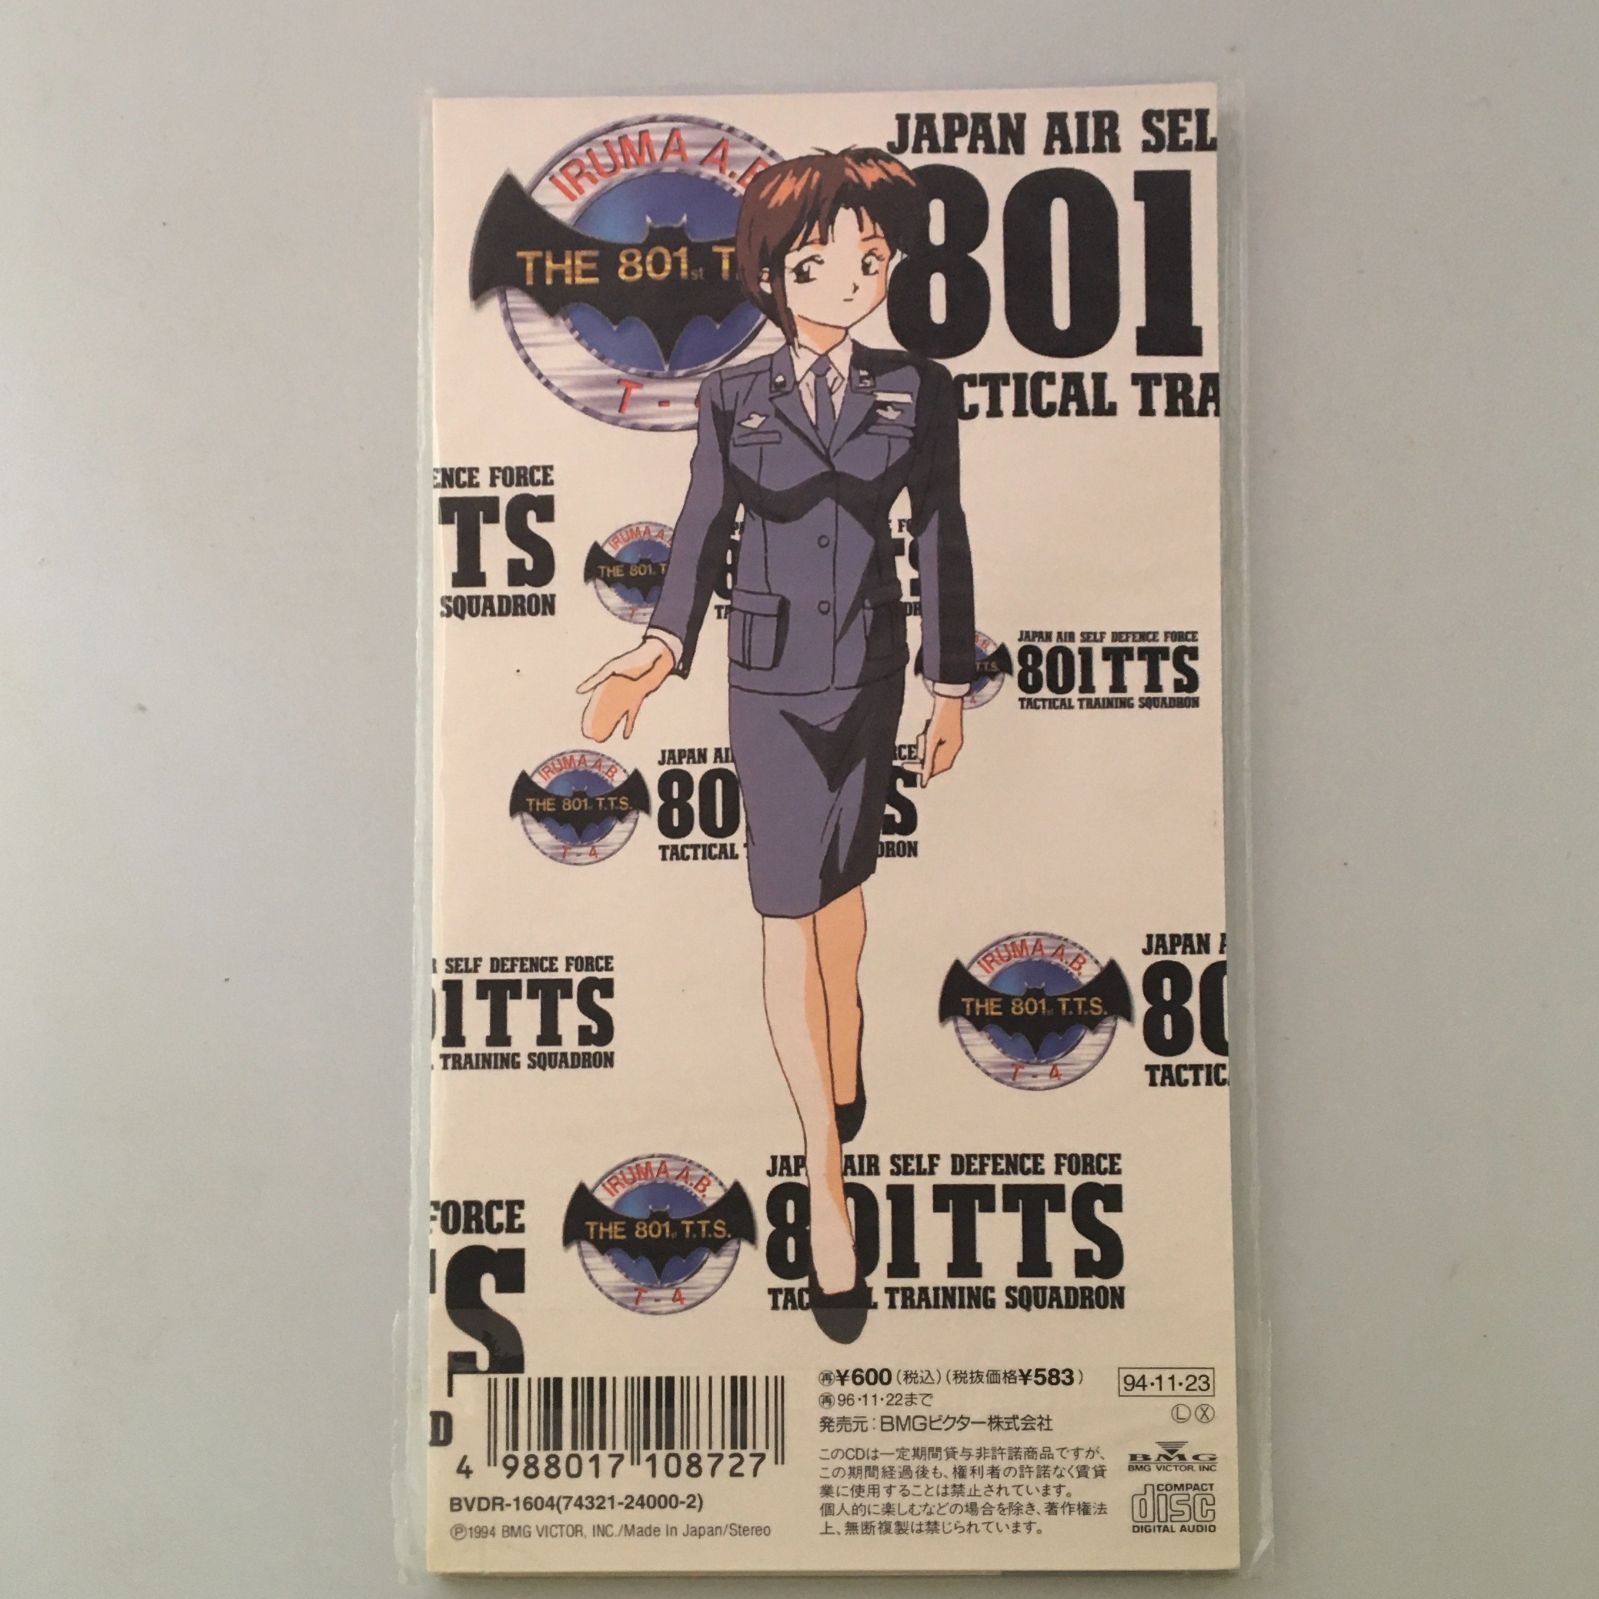 IRUMA A.B
THE 801st T.
T - 4
JAPAN AIR SEL
801
CTICAL TRA
ENCE FORCE
TTS
SQUADRON
IRUMA A.B
THE 801st T
T -
JAPAN AIR SELF DEFENCE FORCE
801TTS
TACTICAL TRAINING SQUADRON
IRUMA A.B.
THE 801st T.T.S.
T - 4
JAPAN AI
RCE
80
S
TACTICAL
DRON
R SELF DEFENCE FORCE
01TTS
TRAINING SQUADRON
IRUMA A.B.
THE 801st T.T.S.
T - 4
JAPAN A
80
TACTIC
IRUMA A.B.
THE 801st T.T.S.
T - 4
JAP AIR SELF DEFENCE FORCE
801TTS
TAC L TRAINING SQUADRON
FORCE
S
D
4 988017 108727
BVDR-1604(74321-24000-2)
Ⓟ1994 BMG VICTOR, INC./Made In Japan/Stereo
㊞¥600(税込)(税抜価格¥583)
再96・11・22まで
発売元:BMGビクター株式会社
94・11・23
Ⓛ Ⓧ
このCDは一定期間貸与非許諾商品ですが、
この期間経過後も、権利者の許諾なく賃貸
業に使用することは禁止されています。
個人的に楽しむなどの場合を除き、著作権法
上、無断複製は禁じられています。
BMG
BMG VICTOR, INC
COMPACT
disc
DIGITAL AUDIO